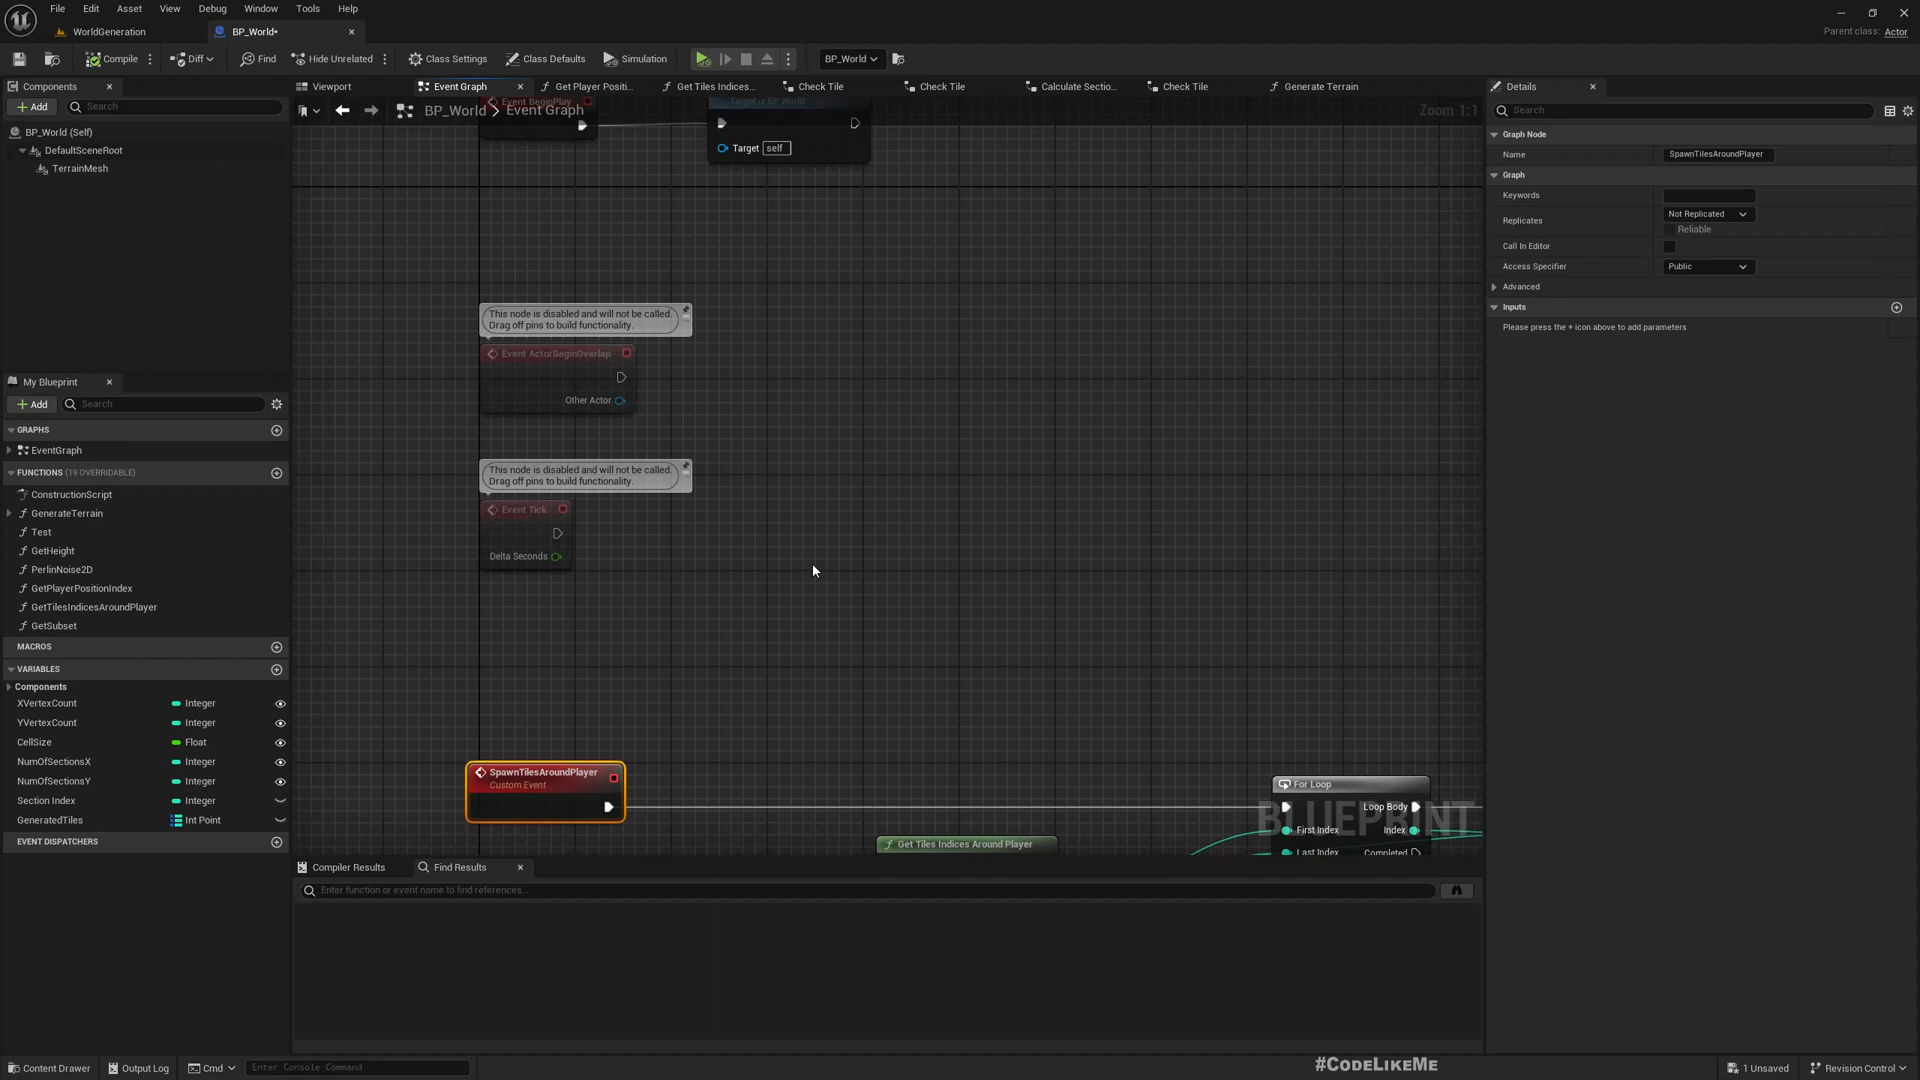 File Edit Asset View Debug Window Tools Help
WorldGeneration
BP_World•
Parent class: Actor
Compile
Diff
Find
Hide Unrelated
Class Settings
Class Defaults
Simulation
BP_World
Components
Viewport
Event Graph
Get Player Positi...
Get Tiles Indices...
Check Tile
Check Tile
Calculate Sectio...
Check Tile
Generate Terrain
Details
Add
Search
BP_World > Event Graph
Zoom 1:1
Search
BP_World (Self)
DefaultSceneRoot
TerrainMesh
Event BeginPlay
Target is BP World
Target self
Graph Node
Name SpawnTilesAroundPlayer
Graph
Keywords
Replicates Not Replicated
Reliable
Call In Editor
Access Specifier Public
Advanced
Inputs
Please press the + icon above to add parameters
This node is disabled and will not be called.
Drag off pins to build functionality.
Event ActorBeginOverlap
Other Actor
This node is disabled and will not be called.
Drag off pins to build functionality.
Event Tick
Delta Seconds
My Blueprint
Add
Search
GRAPHS
EventGraph
FUNCTIONS (19 OVERRIDABLE)
ConstructionScript
GenerateTerrain
Test
GetHeight
PerlinNoise2D
GetPlayerPositionIndex
GetTilesIndicesAroundPlayer
GetSubset
MACROS
VARIABLES
Components
XVertexCount Integer
YVertexCount Integer
CellSize Float
NumOfSectionsX Integer
NumOfSectionsY Integer
Section Index Integer
GeneratedTiles Int Point
EVENT DISPATCHERS
SpawnTilesAroundPlayer
Custom Event
For Loop
Loop Body
First Index Index
Last Index Completed
BLUEPRINT
Get Tiles Indices Around Player
Compiler Results
Find Results
Enter function or event name to find references...
Content Drawer
Output Log
Cmd
Enter Console Command
#CodeLikeMe
1 Unsaved
Revision Control